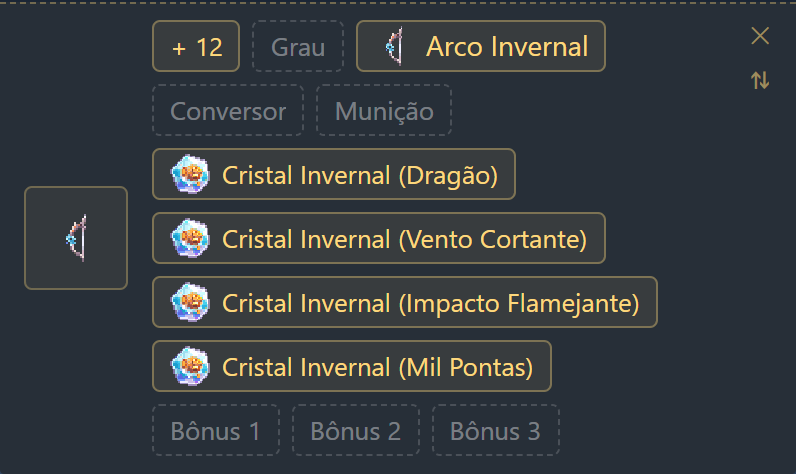 + 12 Grau Arco Invernal
Conversor Munição
Cristal Invernal (Dragão)
Cristal Invernal (Vento Cortante)
Cristal Invernal (Impacto Flamejante)
Cristal Invernal (Mil Pontas)
Bônus 1 Bônus 2 Bônus 3